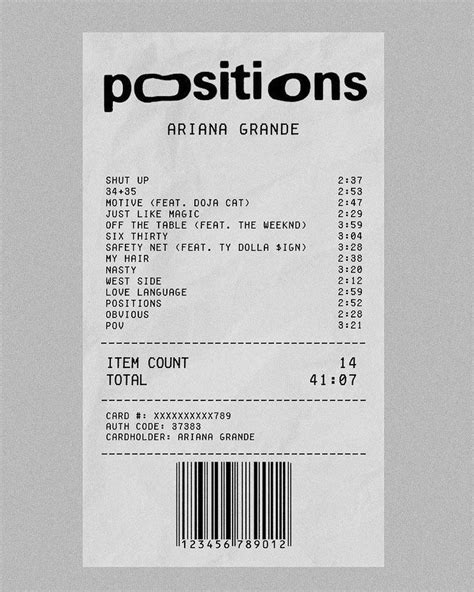 positions
ARIANA GRANDE
SHUT UP 2:37
34+35 2:53
MOTIVE (FEAT. DOJA CAT) 2:47
JUST LIKE MAGIC 2:29
OFF THE TABLE (FEAT. THE WEEKND) 3:59
SIX THIRTY 3:04
SAFETY NET (FEAT. TY DOLLA $IGN) 3:28
MY HAIR 2:38
NASTY 3:20
WEST SIDE 2:12
LOVE LANGUAGE 2:59
POSITIONS 2:52
OBVIOUS 2:28
POV 3:21
ITEM COUNT 14
TOTAL 41:07
CARD #: XXXXXXXXXX789
AUTH CODE: 37383
CARDHOLDER: ARIANA GRANDE
123456 789012